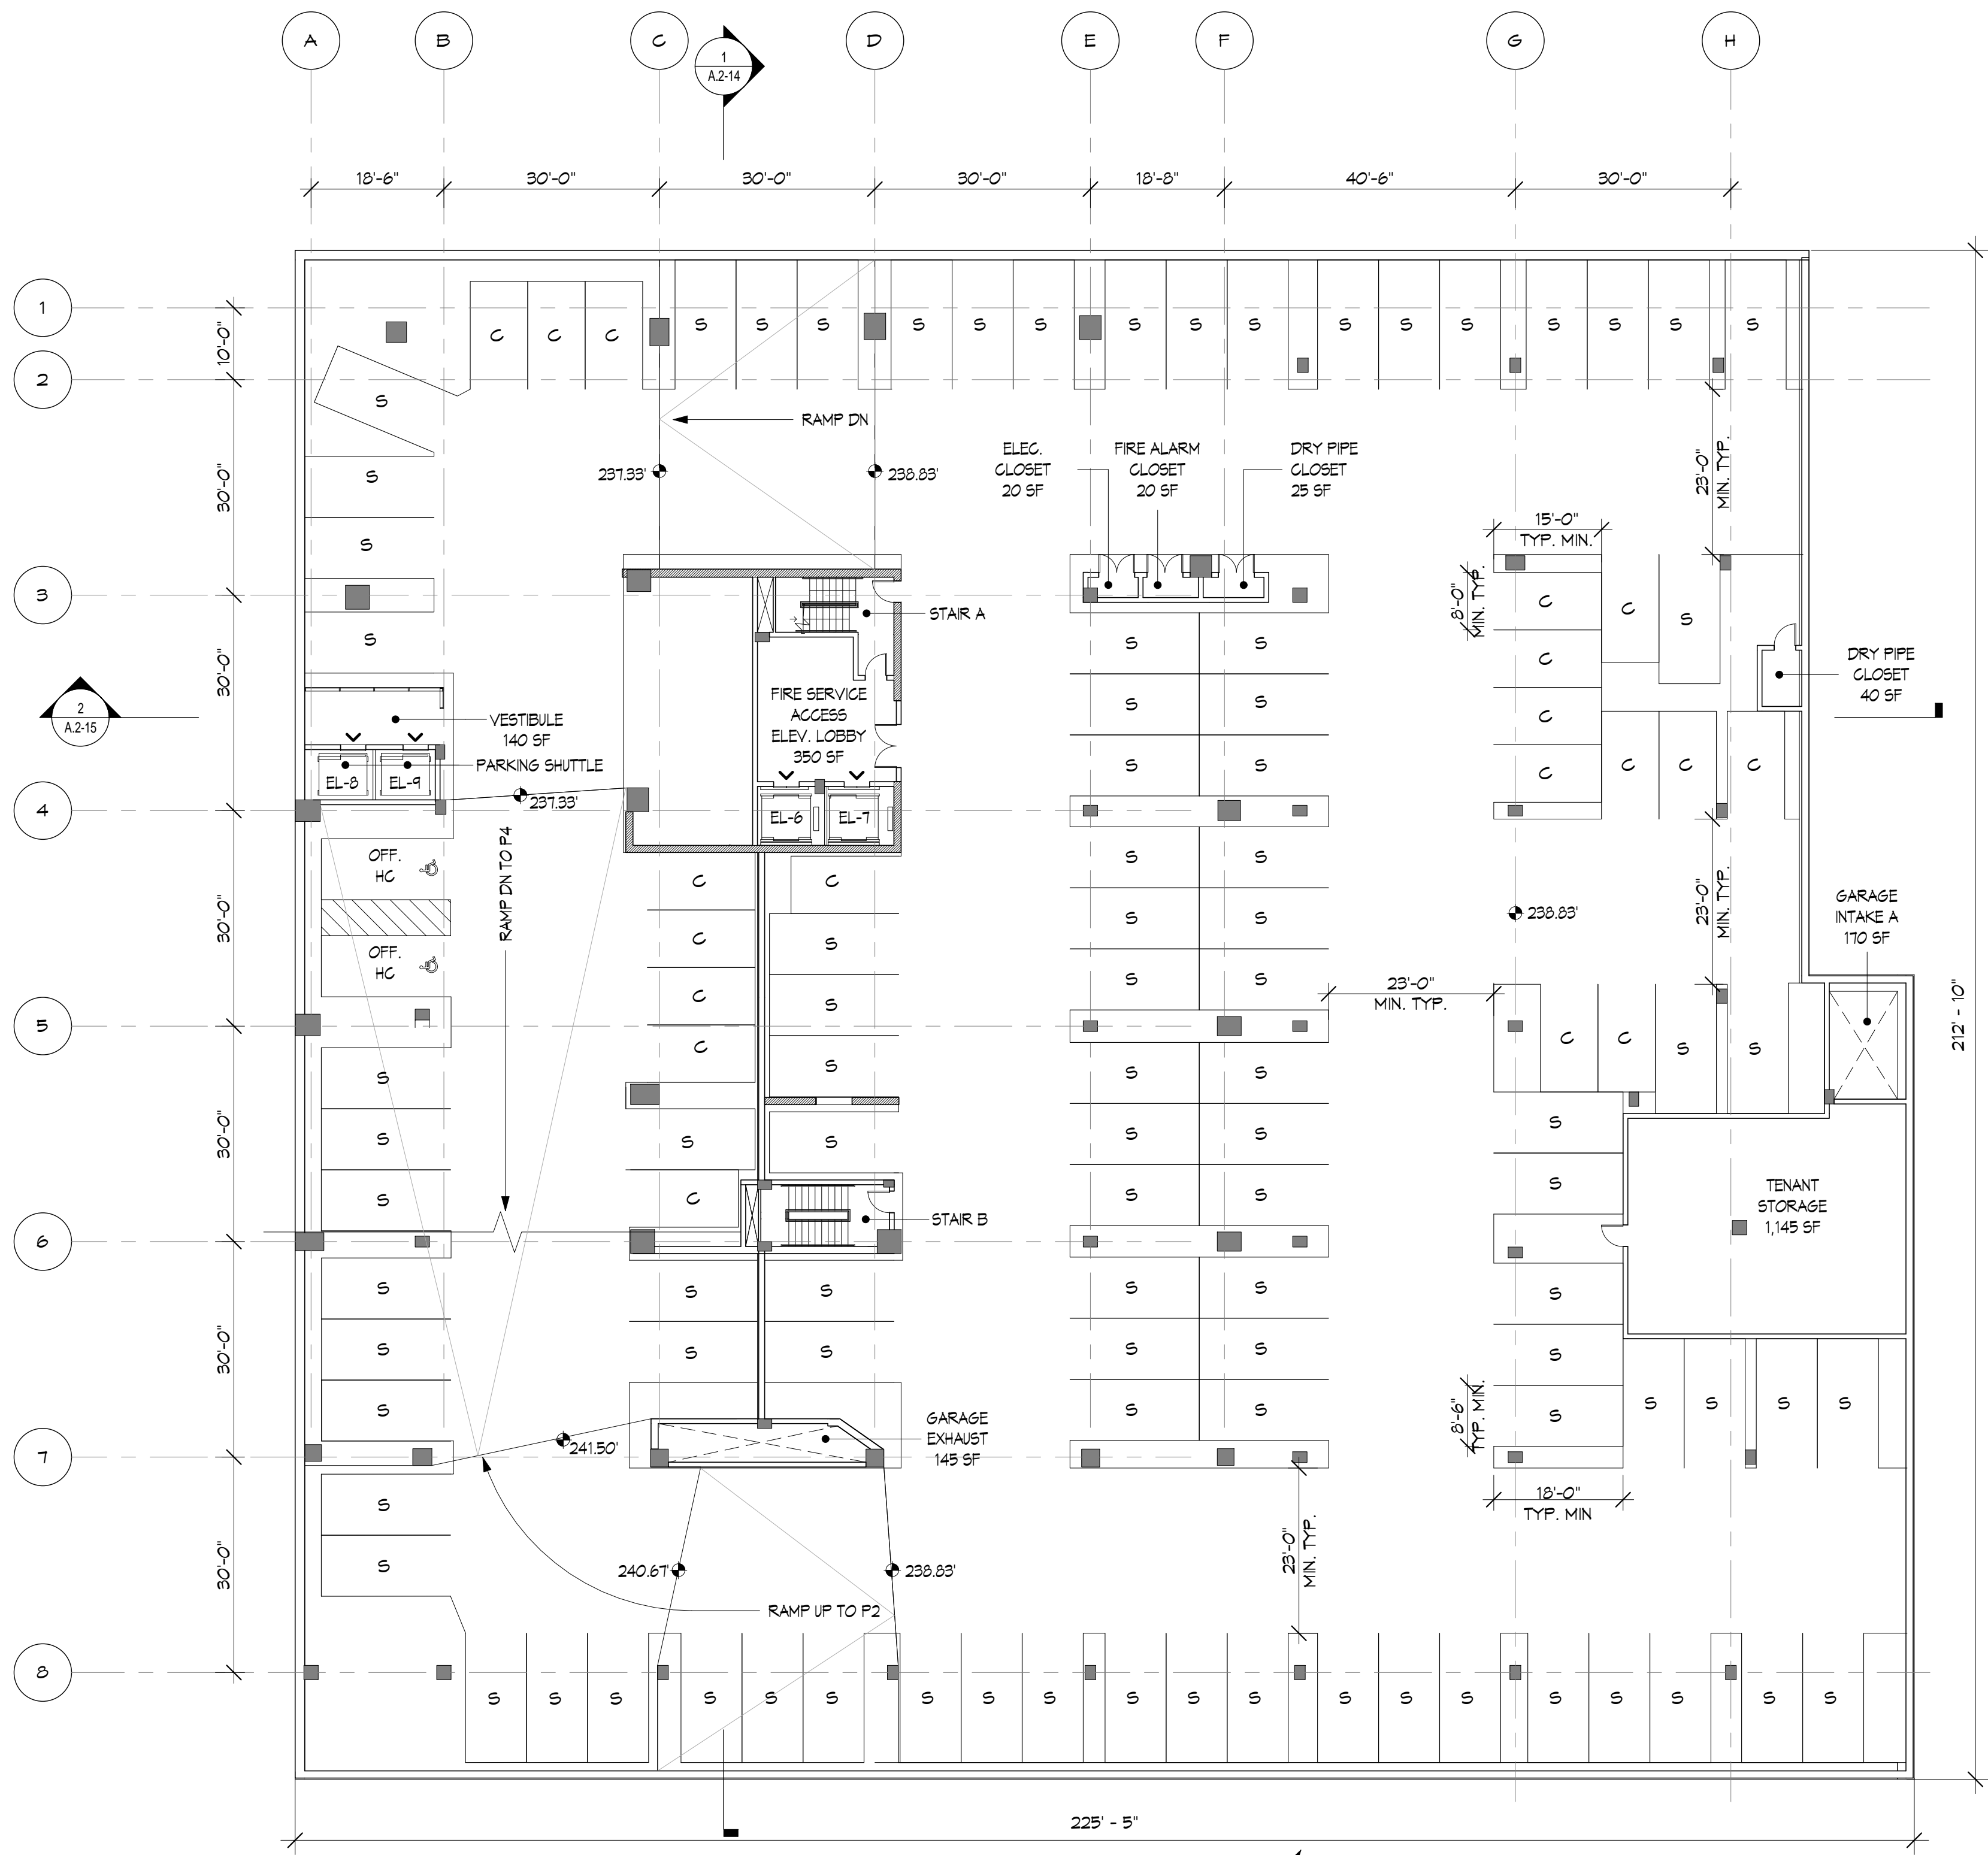 A B C D E F G H
1
A.2-14
18'-6" 30'-0" 30'-0" 30'-0" 18'-8" 40'-6" 30'-0"
1
10'-0"
2
C C C S S S S S S S S S S S S S S S S
S
RAMP DN
237.33' 238.83'
ELEC.
CLOSET
20 SF
FIRE ALARM
CLOSET
20 SF
DRY PIPE
CLOSET
25 SF
23'-0"
MIN. TYP.
30'-0"
S
S
15'-0"
TYP. MIN.
8'-0"
MIN. TYP.
3
STAIR A
S
S S
S S
S S
C
C
C
C
C S
DRY PIPE
CLOSET
40 SF
30'-0"
2
A.2-15
VESTIBULE
140 SF
PARKING SHUTTLE
EL-8 EL-9
237.33'
FIRE SERVICE
ACCESS
ELEV. LOBBY
350 SF
EL-6 EL-7
C C C
4
OFF.
HC
OFF.
HC
RAMP DN TO P4
30'-0"
C
C
C
C
C
S
S
S
S S
S S
S S
238.83'
23'-0"
MIN. TYP.
GARAGE
INTAKE A
170 SF
23'-0"
MIN. TYP.
212' - 10"
5
C C S S
S
S
S
30'-0"
S
C
S
S S
S S
S S
S
S
TENANT
STORAGE
1,145 SF
STAIR B
6
S
S
S
30'-0"
S S
S S
S S
S S
S S
S
S
S
S S S S
8'-6"
TYP. MIN.
GARAGE
EXHAUST
145 SF
241.50'
7
18'-0"
TYP. MIN
S
S
30'-0"
240.67' 238.83'
23'-0"
MIN. TYP.
RAMP UP TO P2
8
S S S S S S S S S S S S S S S S S S S S
225' - 5"